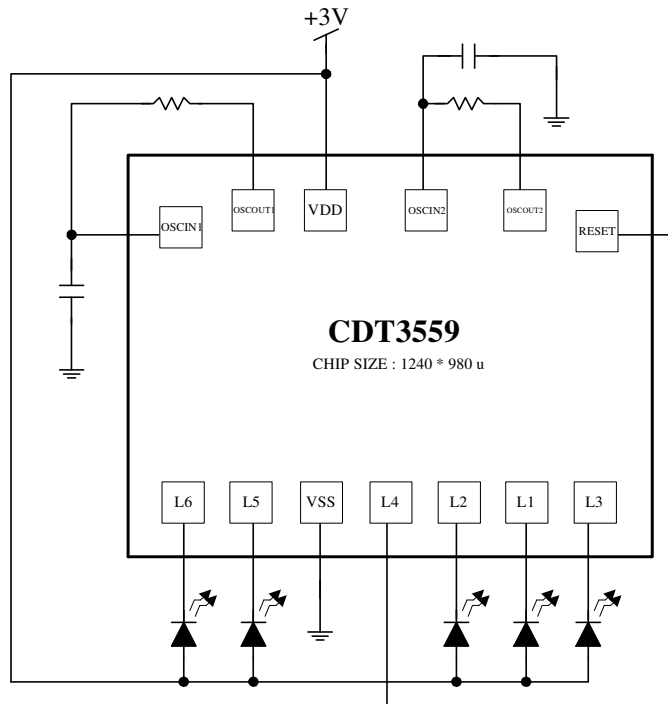 +3V
OSCIN1
OSCOUT1
VDD
OSCIN2
OSCOUT2
RESET
CDT3559
CHIP SIZE : 1240 * 980 u
L6
L5
VSS
L4
L2
L1
L3